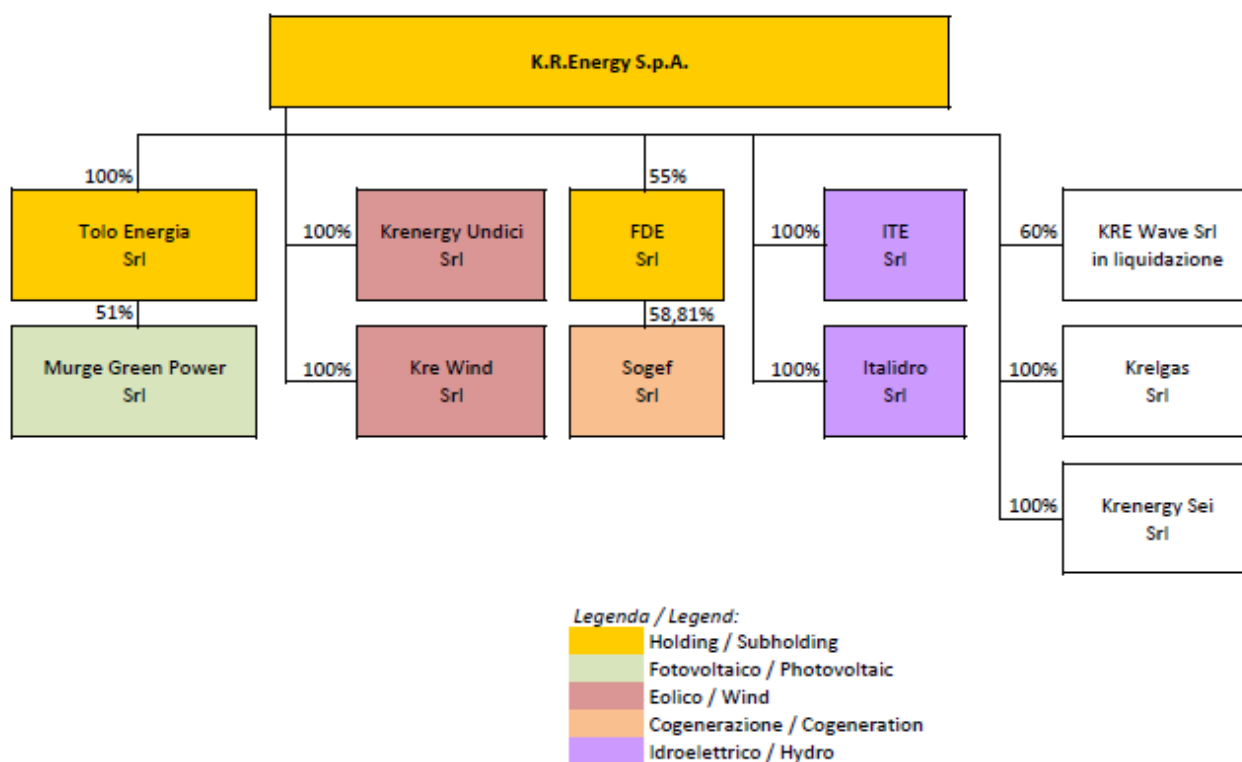 K.R.Energy S.p.A.
100%
55%
Tolo Energia
Srl
100%
Krenergy Undici
Srl
FDE
Srl
100%
ITE
Srl
60%
KRE Wave Srl
in liquidazione
51%
58,81%
Murge Green Power
Srl
100%
Kre Wind
Srl
Sogef
Srl
100%
Italidro
Srl
100%
Krelgas
Srl
100%
Krenergy Sei
Srl
Legenda / Legend:
Holding / Subholding
Fotovoltaico / Photovoltaic
Eolico / Wind
Cogenerazione / Cogeneration
Idroelettrico / Hydro